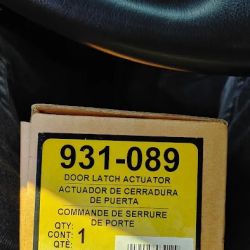 931-089
DOOR LATCH ACTUATOR
ACTUADOR DE CERRADURA
DE PUERTA
COMMANDE DE SERRURE
DE PORTE
QTY:
CONT: 1
QTÉ: